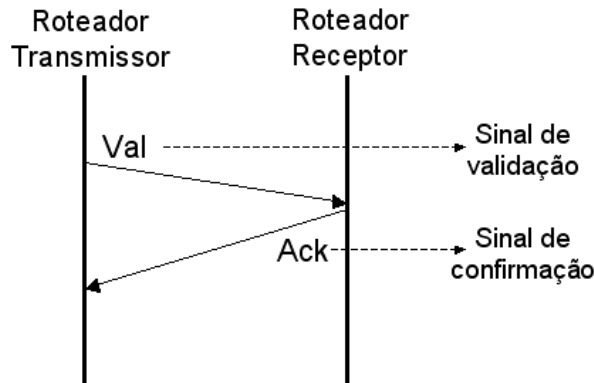 Roteador
Transmissor
Roteador
Receptor
Val
Sinal de
validação
Ack
Sinal de
confirmação